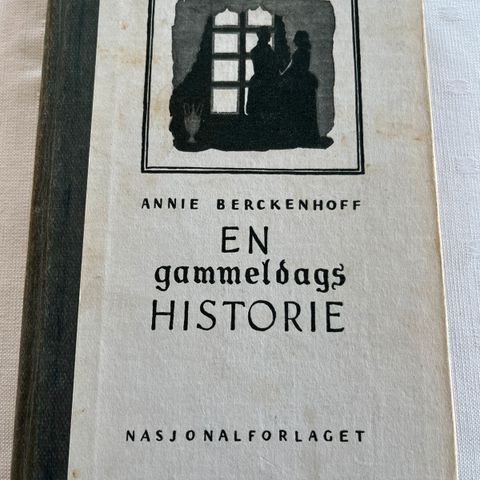 ANNIE BERCKENHOFF
EN
gammeldags
HISTORIE
NASJONALFORLAGET